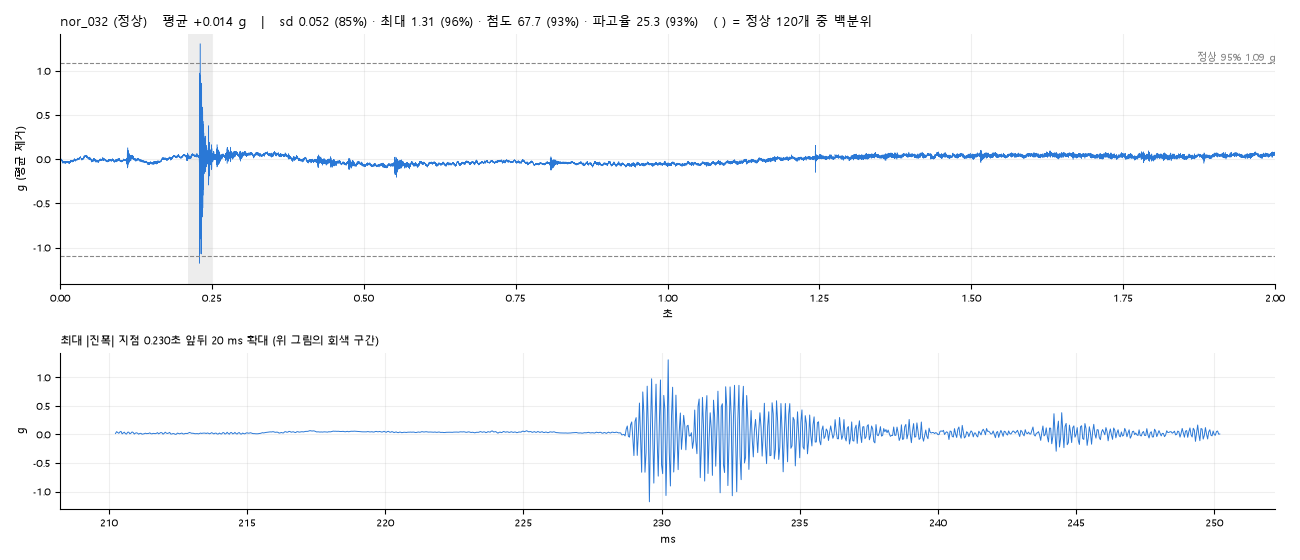 nor_032 (정상)    평균 +0.014 g    |    sd 0.052 (85%) · 최대 1.31 (96%) · 첨도 67.7 (93%) · 파고율 25.3 (93%)    ( ) = 정상 120개 중 백분위
정상 95% 1.09 g
g (평균 제거)
1.0
0.5
0.0
-0.5
-1.0
0.00 0.25 0.50 0.75 1.00 1.25 1.50 1.75 2.00
초
최대 |진폭| 지점 0.230초 앞뒤 20 ms 확대 (위 그림의 회색 구간)
g
1.0
0.5
0.0
-0.5
-1.0
210 215 220 225 230 235 240 245 250
ms